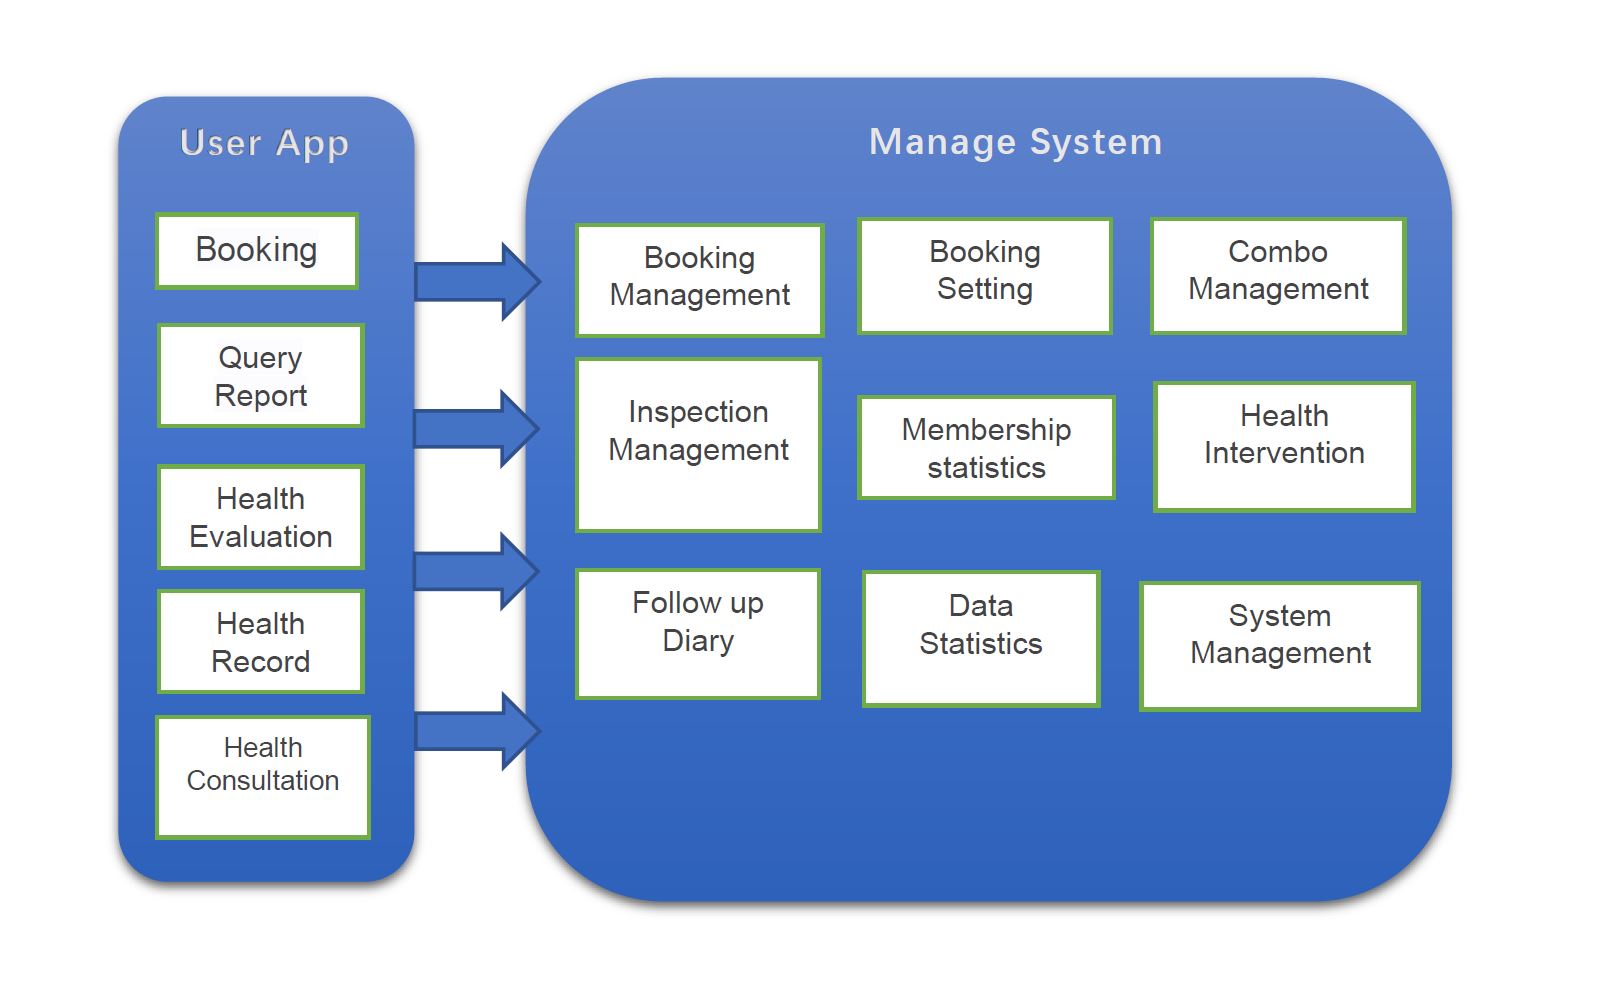 User App
Booking
Query
Report
Health
Evaluation
Health
Record
Health
Consultation
Manage System
Booking
Management
Booking
Setting
Combo
Management
Inspection
Management
Membership
statistics
Health
Intervention
Follow up
Diary
Data
Statistics
System
Management